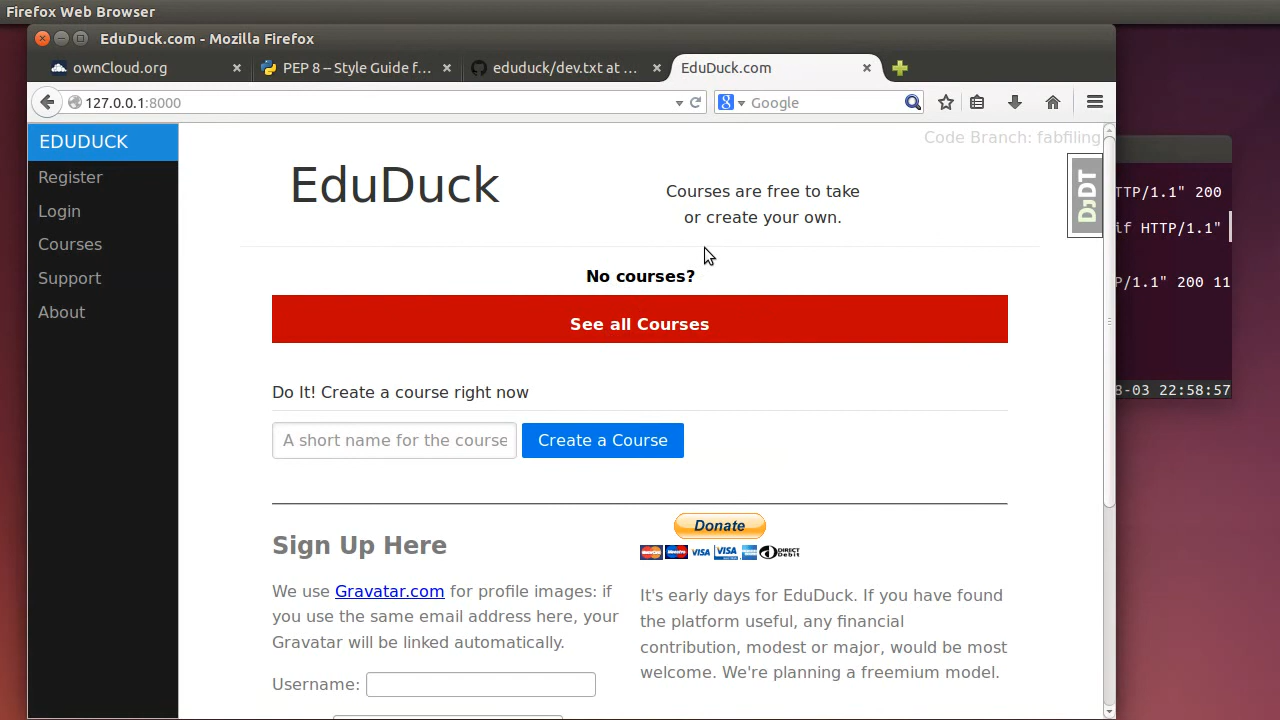 Firefox Web Browser
EduDuck.com - Mozilla Firefox
ownCloud.org
PEP 8 – Style Guide f...
eduduck/dev.txt at ...
EduDuck.com
127.0.0.1:8000
Google
EDUDUCK
Register
Login
Courses
Support
About
Code Branch: fabfiling
DjDT
EduDuck
Courses are free to take
or create your own.
No courses?
See all Courses
Do It! Create a course right now
A short name for the course
Create a Course
Sign Up Here
We use Gravatar.com for profile images: if
you use the same email address here, your
Gravatar will be linked automatically.
Username:
Donate
VISA
VISA
DIRECT
Debit
It's early days for EduDuck. If you have found
the platform useful, any financial
contribution, modest or major, would be most
welcome. We're planning a freemium model.
TTP/1.1" 200
if HTTP/1.1"
P/1.1" 200 11
3-03 22:58:57